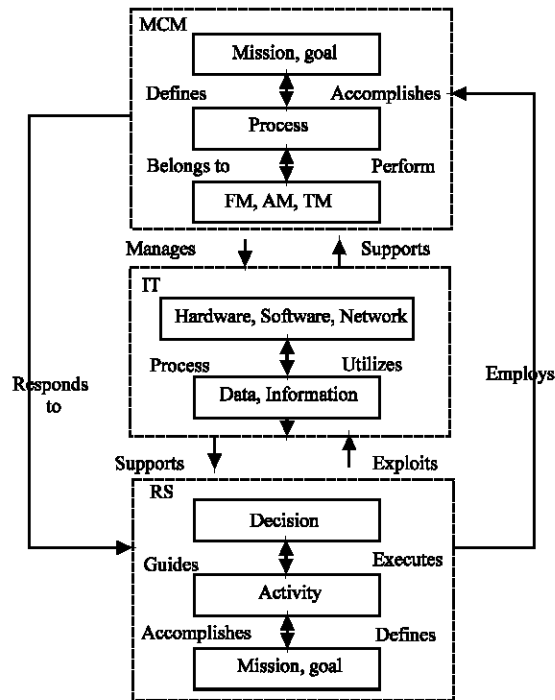 MCM
Mission, goal
Defines Accomplishes
Process
Belongs to Perform
FM, AM, TM
Manages Supports
IT
Hardware, Software, Network
Process Utilizes
Responds
to
Employs
Data, Information
Supports Exploits
RS
Decision
Guides Executes
Activity
Accomplishes Defines
Mission, goal